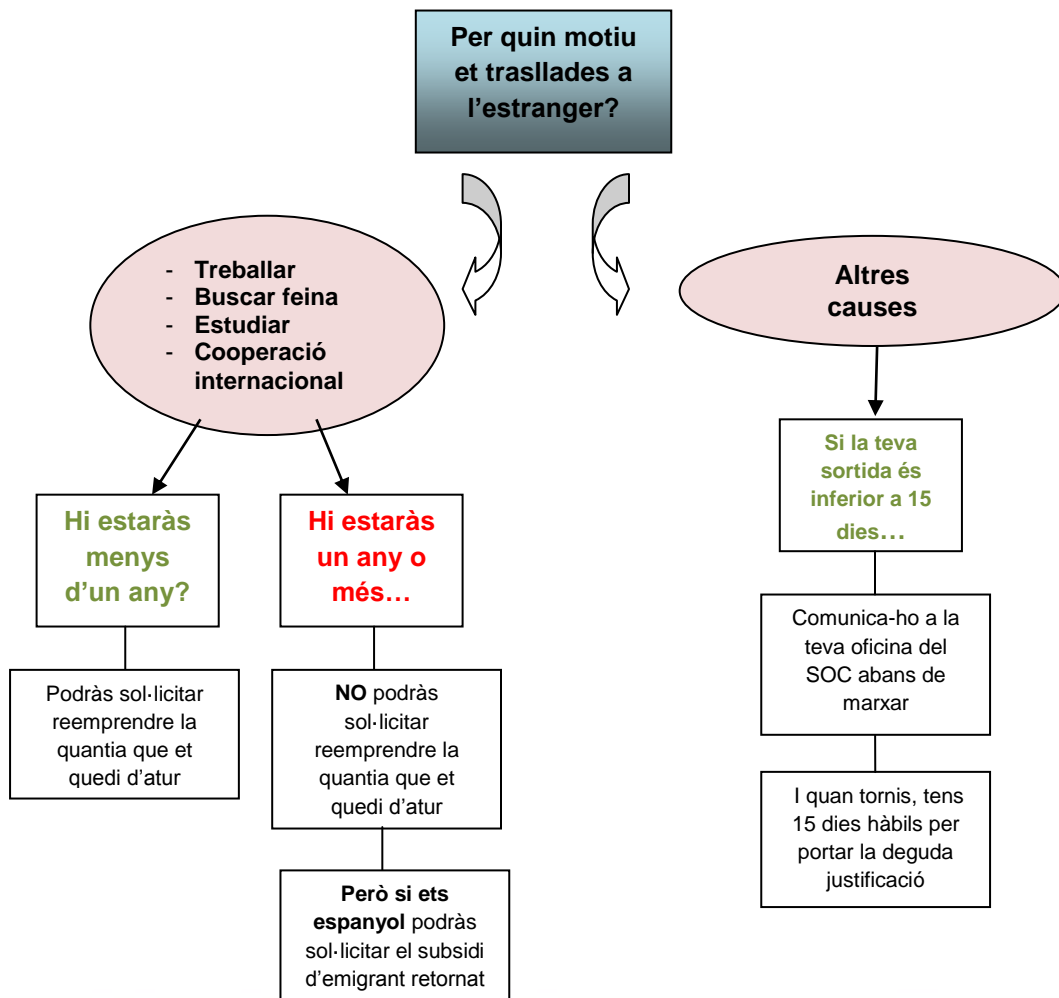 Per quin motiu
et trasllades a
l’estranger?
- Treballar
- Buscar feina
- Estudiar
- Cooperació
internacional
Altres
causes
Hi estaràs
menys
d’un any?
Hi estaràs
un any o
més…
Si la teva
sortida és
inferior a 15
dies…
Podràs sol·licitar
reemprendre la
quantia que et
quedi d’atur
NO podràs
sol·licitar
reemprendre la
quantia que et
quedi d’atur
Però si ets
espanyol podràs
sol·licitar el subsidi
d’emigrant retornat
Comunica-ho a la
teva oficina del
SOC abans de
marxar
I quan tornis, tens
15 dies hàbils per
portar la deguda
justificació